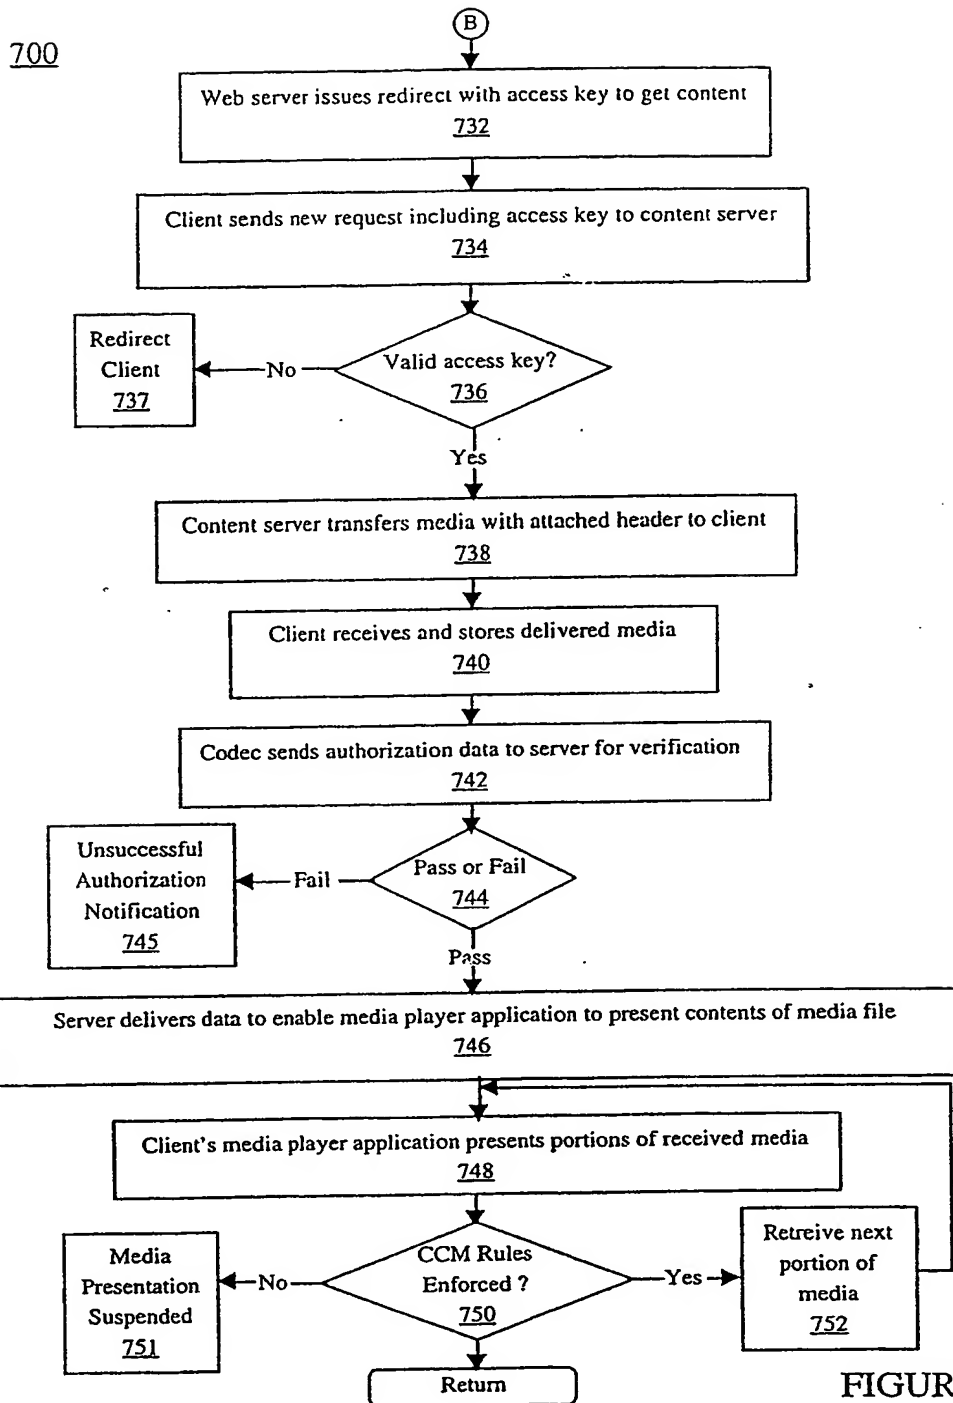 B
700
Web server issues redirect with access key to get content
732
Client sends new request including access key to content server
734
Redirect
Client
737
No
Valid access key?
736
Yes
Content server transfers media with attached header to client
738
Client receives and stores delivered media
740
Codec sends authorization data to server for verification
742
Unsuccessful
Authorization
Notification
745
Fail
Pass or Fail
744
Pass
Server delivers data to enable media player application to present contents of media file
746
Client's media player application presents portions of received media
748
Media
Presentation
Suspended
751
No
CCM Rules
Enforced ?
750
Yes
Retreive next
portion of
media
752
Return
FIGUR